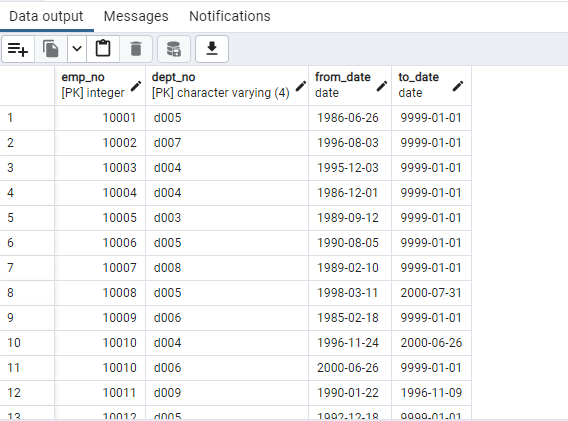 Data output Messages Notifications
emp_no dept_no from_date to_date
[PK] integer [PK] character varying (4) date date
1 10001 d005 1986-06-26 9999-01-01
2 10002 d007 1996-08-03 9999-01-01
3 10003 d004 1995-12-03 9999-01-01
4 10004 d004 1986-12-01 9999-01-01
5 10005 d003 1989-09-12 9999-01-01
6 10006 d005 1990-08-05 9999-01-01
7 10007 d008 1989-02-10 9999-01-01
8 10008 d005 1998-03-11 2000-07-31
9 10009 d006 1985-02-18 9999-01-01
10 10010 d004 1996-11-24 2000-06-26
11 10010 d006 2000-06-26 9999-01-01
12 10011 d009 1990-01-22 1996-11-09
13 10012 d005 1992-12-18 9999-01-01